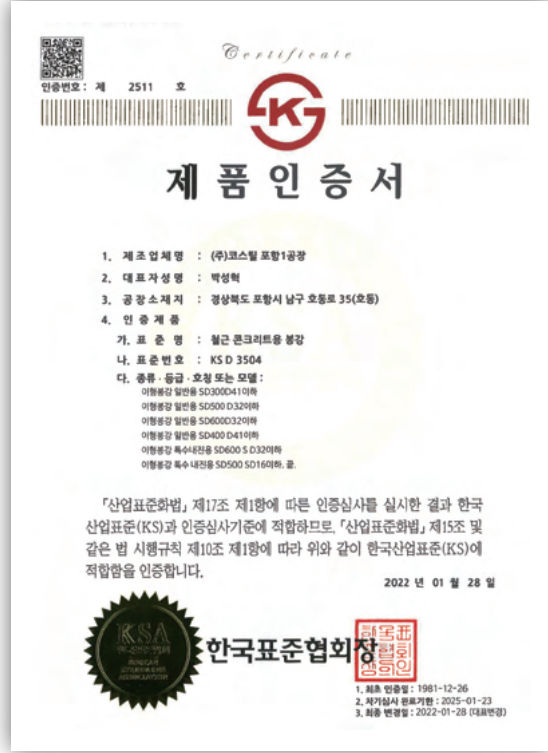 Certificate
인증번호 : 제 2511 호
제품인증서
1. 제조업체명 : (주)코스틸 포항1공장
2. 대표자성명 : 박성혁
3. 공장소재지 : 경상북도 포항시 남구 호동로 35(호동)
4. 인증제품
가. 표준명 : 철근 콘크리트용 봉강
나. 표준번호 : KS D 3504
다. 종류·등급·호칭 또는 모델 :
이형봉강 일반용 SD300D41이하
이형봉강 일반용 SD500 D32이하
이형봉강 일반용 SD600D32이하
이형봉강 일반용 SD400 D41이하
이형봉강 특수내진용 SD600 S D32이하
이형봉강 특수 내진용 SD500 SD16이하. 끝.
「산업표준화법」 제17조 제1항에 따른 인증심사를 실시한 결과 한국
산업표준(KS)과 인증심사기준에 적합하므로, 「산업표준화법」 제15조 및
같은 법 시행규칙 제10조 제1항에 따라 위와 같이 한국산업표준(KS)에
적합함을 인증합니다.
2022 년 01 월 28 일
KSA
한국표준협회
KOREAN
STANDARDS
ASSOCIATION
한국표준협회장
1. 최초 인증일 : 1981-12-26
2. 차기심사 완료기한 : 2025-01-23
3. 최종 변경일 : 2022-01-28 (대표변경)